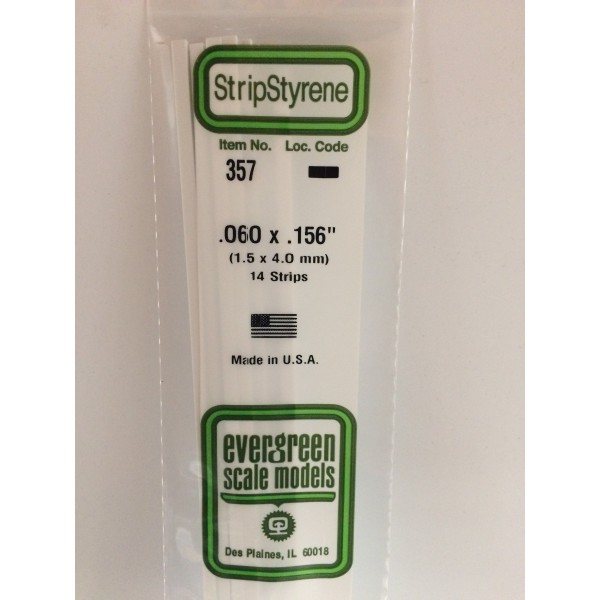 StripStyrene
Item No. Loc. Code
357
.060 x .156"
(1.5 x 4.0 mm)
14 Strips
Made in U.S.A.
evergreen
scale models
Des Plaines, IL 60018